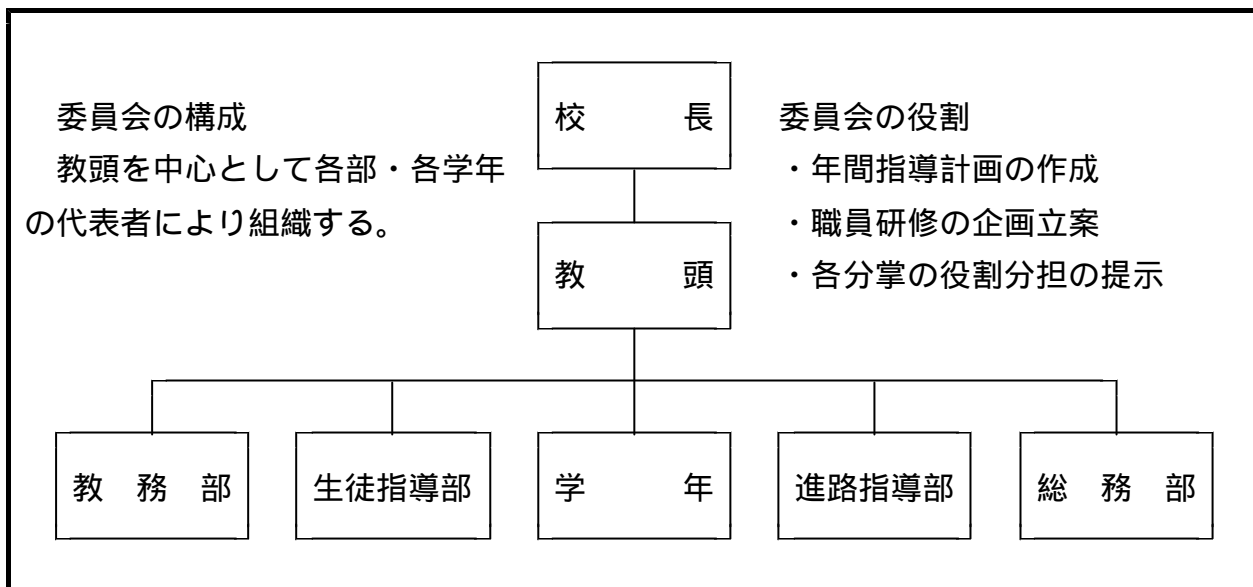 校　　長
委員会の構成
教頭を中心として各部・各学年
の代表者により組織する。
委員会の役割
・年間指導計画の作成
・職員研修の企画立案
・各分掌の役割分担の提示
教　　頭
教　務　部
生徒指導部
学　　年
進路指導部
総　務　部